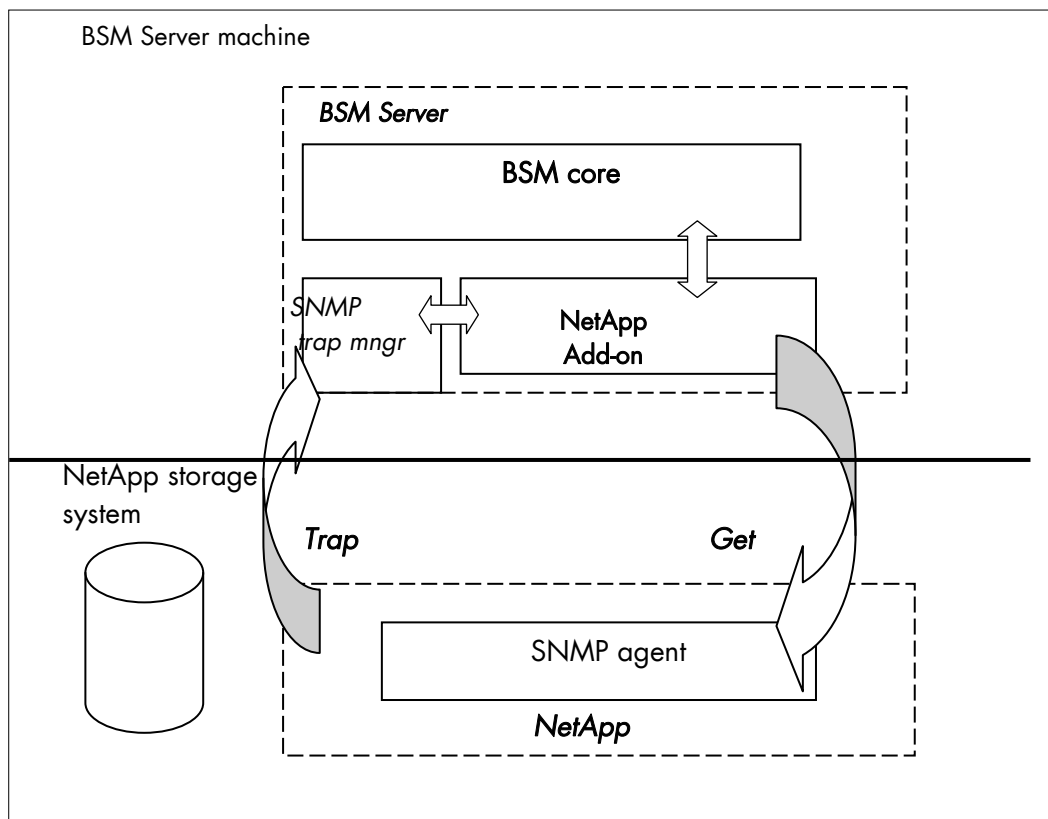 BSM Server machine
BSM Server
BSM core
SNMP
trap mngr
NetApp
Add-on
NetApp storage
system
Trap
Get
SNMP agent
NetApp